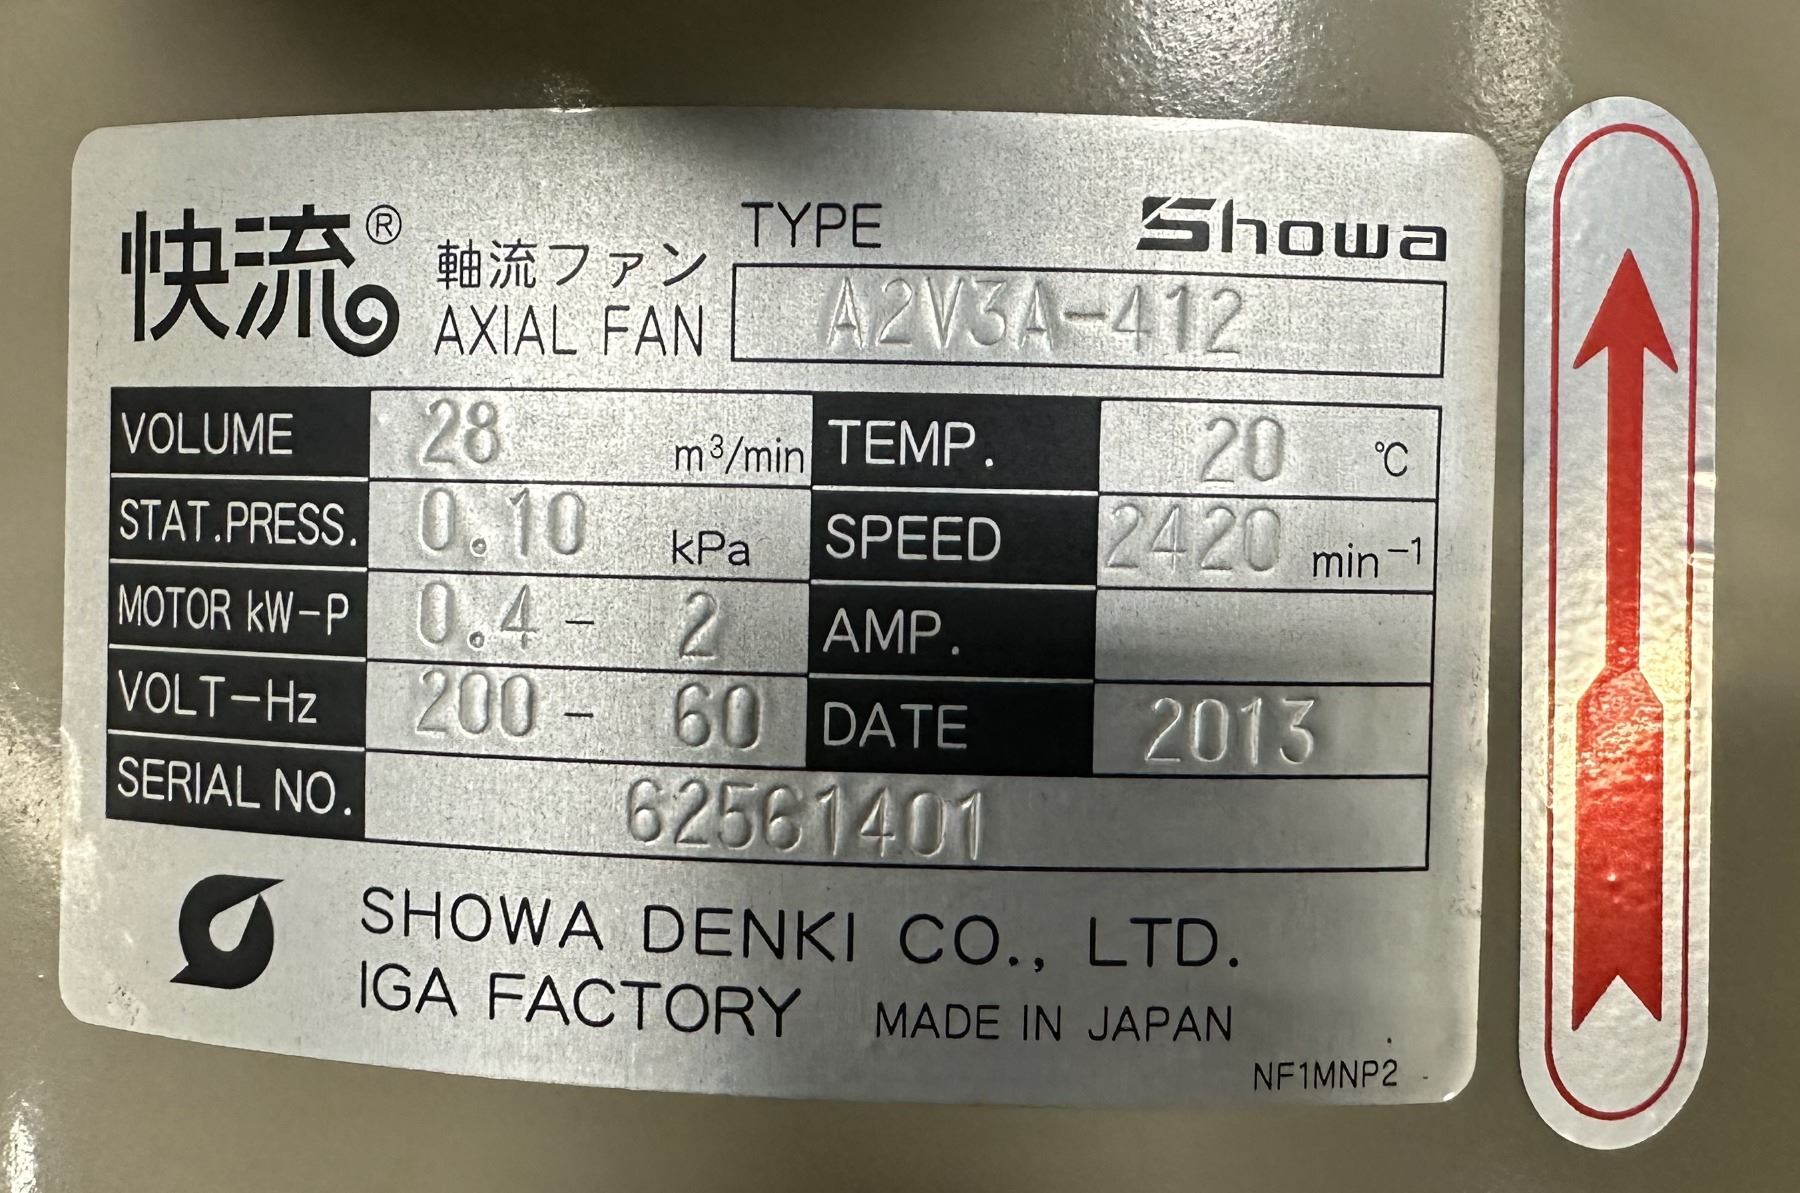 快流® 軸流ファン TYPE Showa
AXIAL FAN A2V3A-412
VOLUME 28 m³/min TEMP. 20 ℃
STAT.PRESS. 0.10 kPa SPEED 2420 min⁻¹
MOTOR kW-P 0.4 - 2 AMP.
VOLT-Hz 200 - 60 DATE 2013
SERIAL NO. 62561401
SHOWA DENKI CO., LTD.
IGA FACTORY MADE IN JAPAN
NF1MNP2